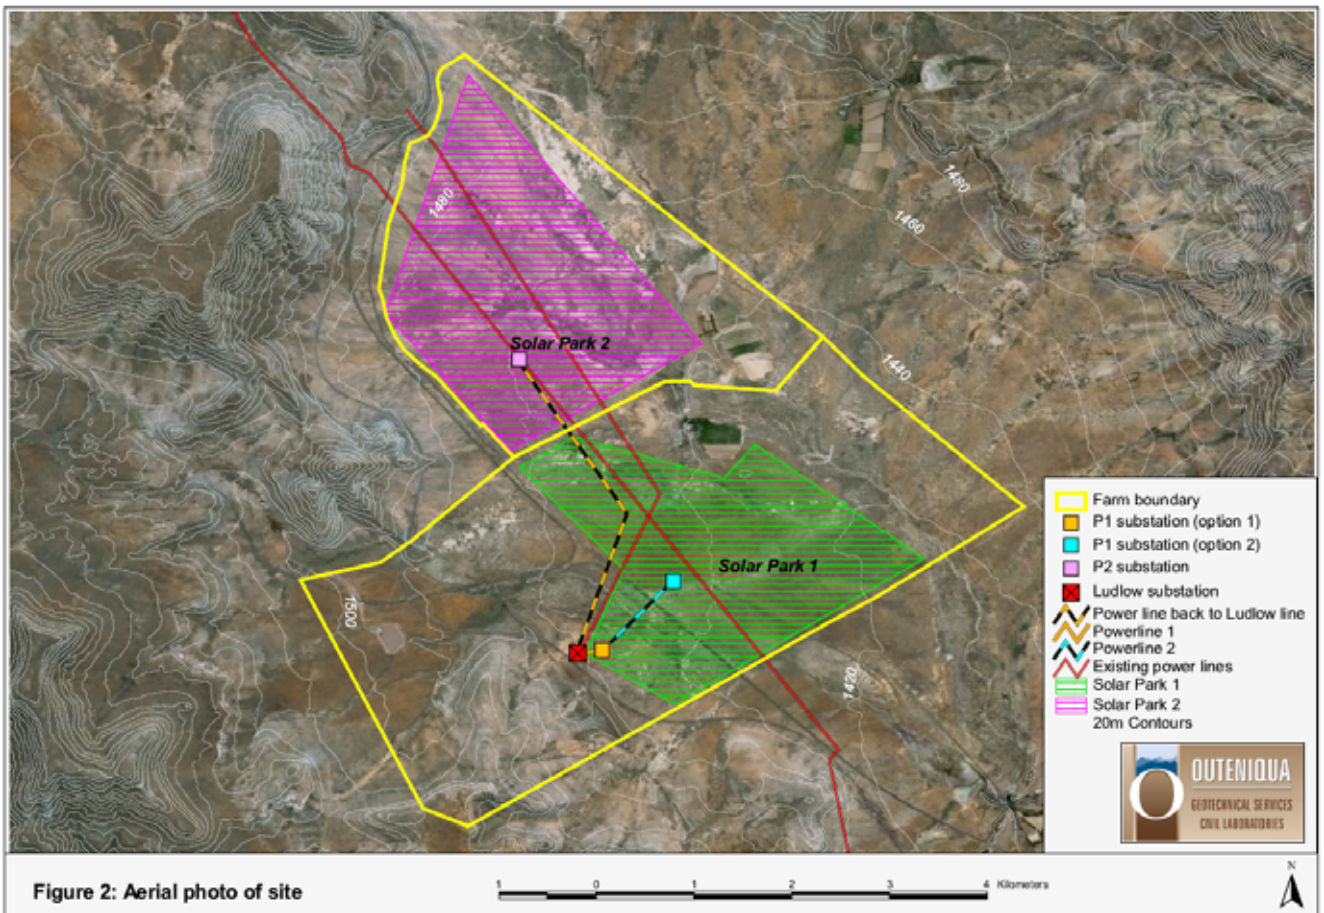 1480
1480
1460
Solar Park 2
1440
Solar Park 1
1500
1420
Farm boundary
P1 substation (option 1)
P1 substation (option 2)
P2 substation
Ludlow substation
Power line back to Ludlow line
Powerline 1
Powerline 2
Existing power lines
Solar Park 1
Solar Park 2
20m Contours
O
OUTENIQUA
GEOTECHNICAL SERVICES
CIVIL LABORATORIES
Figure 2: Aerial photo of site
1 0 1 2 3 4 Kilometers
N